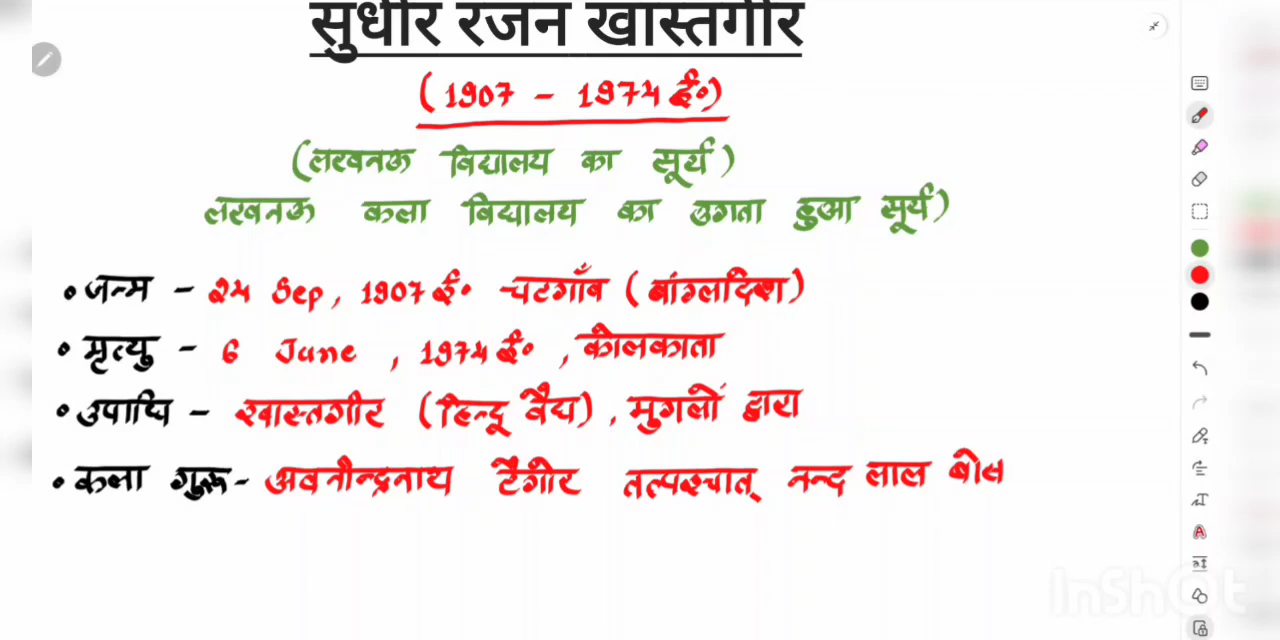 सुधीर रजन खास्तगीर
(1907 - 1974 ई०)
(लखनऊ विद्यालय का सूर्य)
लखनऊ कला विद्यालय का उगता हुआ सूर्य)
• जन्म - 24 Sep, 1907 ई० चटगाँव (बांग्लादेश)
• मृत्यु - 6 June, 1974 ई०, कोलकाता
• उपाधि - खास्तगीर (हिन्दू वैद्य), मुगलों द्वारा
• कला गुरू - अवनीन्द्रनाथ टैगोर तत्पश्चात् नन्द लाल बोस
InShOt